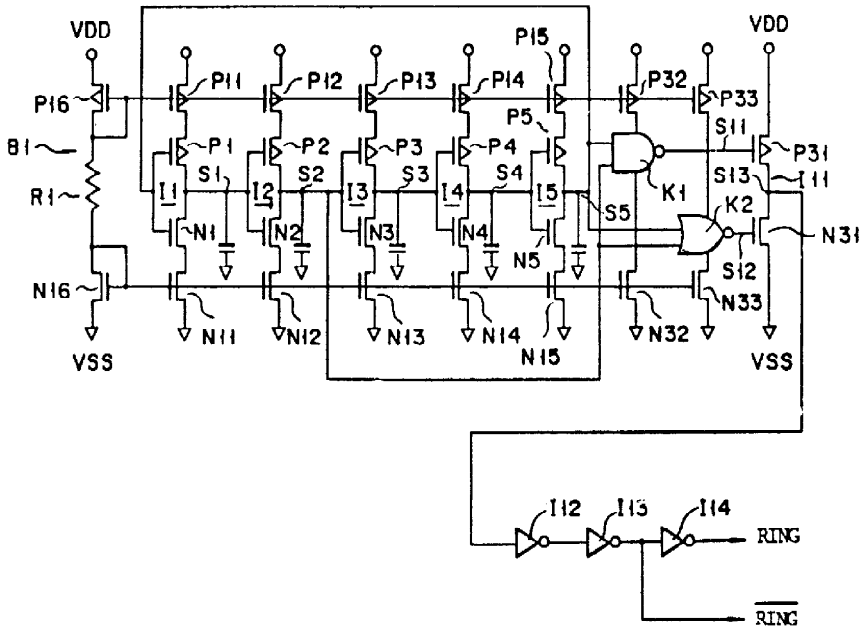 VDD
P16
B1
R1
N16
VSS
P11
P12
P13
P14
P15
P32
P33
VDD
P1
P2
P3
P4
P5
S11
P31
I1
S1
I2
S2
I3
S3
I4
S4
I5
S5
K1
S13
I11
K2
N1
N2
N3
N4
N5
S12
N31
N11
N12
N13
N14
N15
N32
N33
VSS
I12
I13
I14
RING
RING